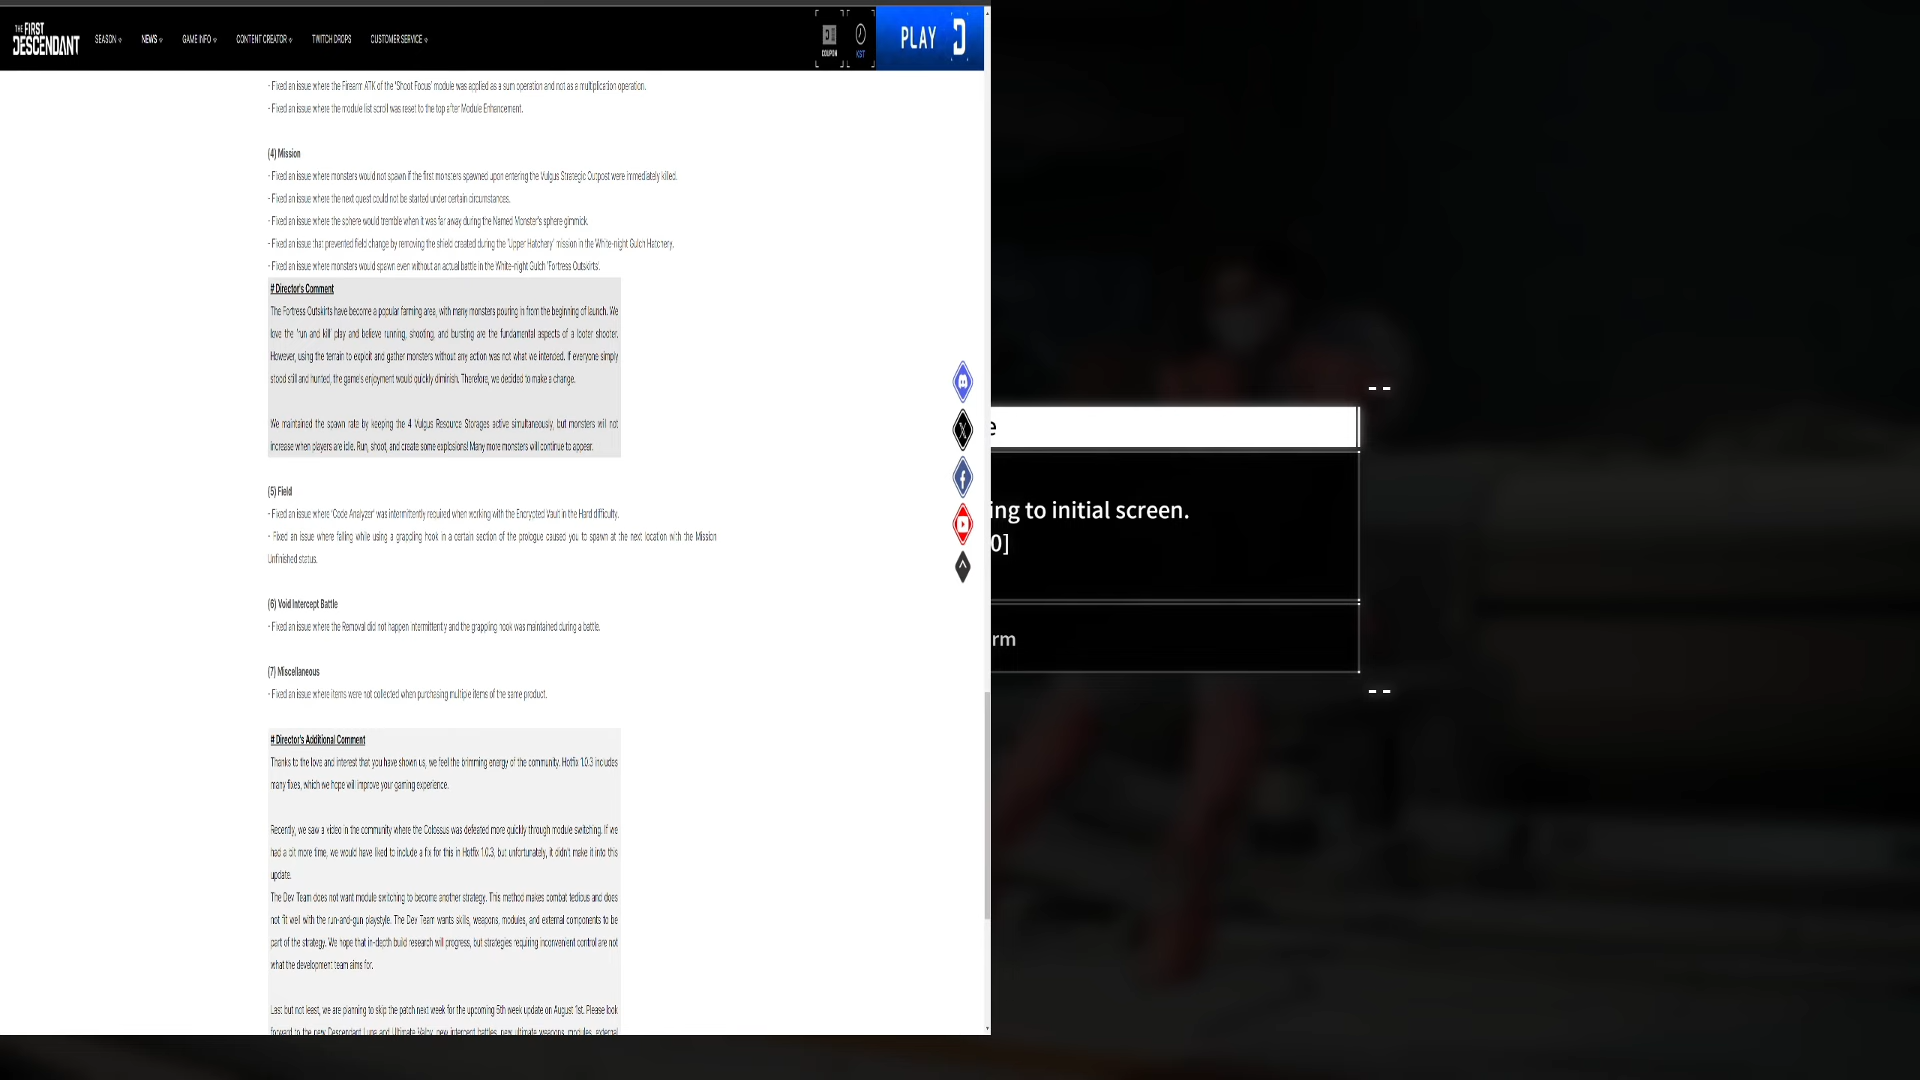 THE FIRST
DESCENDANT
SEASON
NEWS
GAME INFO
CONTENT CREATOR
TWITCH DROPS
CUSTOMER SERVICE
COUPON
KST
PLAY
- Fixed an issue where the Firearm ATK of the 'Shoot Focus' module was applied as a sum operation and not as a multiplication operation.
- Fixed an issue where the module list scroll was reset to the top after Module Enhancement.
(4) Mission
- Fixed an issue where monsters would not spawn if the first monsters spawned upon entering the Vulgus Strategic Outpost were immediately killed.
- Fixed an issue where the next quest could not be started under certain circumstances.
- Fixed an issue where the sphere would tremble when it was far away during the Named Monster's sphere gimmick.
- Fixed an issue that prevented field change by removing the shield created during the 'Upper Hatchery' mission in the White-night Gulch Hatchery.
- Fixed an issue where monsters would spawn even without an actual battle in the White-night Gulch 'Fortress Outskirts'.
# Director's Comment
The Fortress Outskirts have become a popular farming area, with many monsters pouring in from the beginning of launch. We
love the 'run and kill' play and believe running, shooting, and bursting are the fundamental aspects of a looter shooter.
However, using the terrain to exploit and gather monsters without any action was not what we intended. If everyone simply
stood still and hunted, the game's enjoyment would quickly diminish. Therefore, we decided to make a change.
We maintained the spawn rate by keeping the 4 Vulgus Resource Storages active simultaneously, but monsters will not
increase when players are idle. Run, shoot, and create some explosions! Many more monsters will continue to appear.
(5) Field
- Fixed an issue where 'Code Analyzer' was intermittently required when working with the Encrypted Vault in the Hard difficulty.
- Fixed an issue where falling while using a grappling hook in a certain section of the prologue caused you to spawn at the next location with the Mission
Unfinished status.
(6) Void Intercept Battle
- Fixed an issue where the Removal did not happen intermittently and the grappling hook was maintained during a battle.
(7) Miscellaneous
- Fixed an issue where items were not collected when purchasing multiple items of the same product.
# Director's Additional Comment
Thanks to the love and interest that you have shown us, we feel the brimming energy of the community. Hotfix 1.0.3 includes
many fixes, which we hope will improve your gaming experience.
Recently, we saw a video in the community where the Colossus was defeated more quickly through module switching. If we
had a bit more time, we would have liked to include a fix for this in Hotfix 1.0.3, but unfortunately, it didn't make it into this
update.
The Dev Team does not want module switching to become another strategy. This method makes combat tedious and does
not fit well with the run-and-gun playstyle. The Dev Team wants skills, weapons, modules, and external components to be
part of the strategy. We hope that in-depth build research will progress, but strategies requiring inconvenient control are not
what the development team aims for.
Last but not least, we are planning to skip the patch next week for the upcoming 5th week update on August 1st. Please look
forward to the new Descendant Luna and Ultimate Valby, new intercept battles, new ultimate weapons, modules, external
e
ing to initial screen.
0]
rm